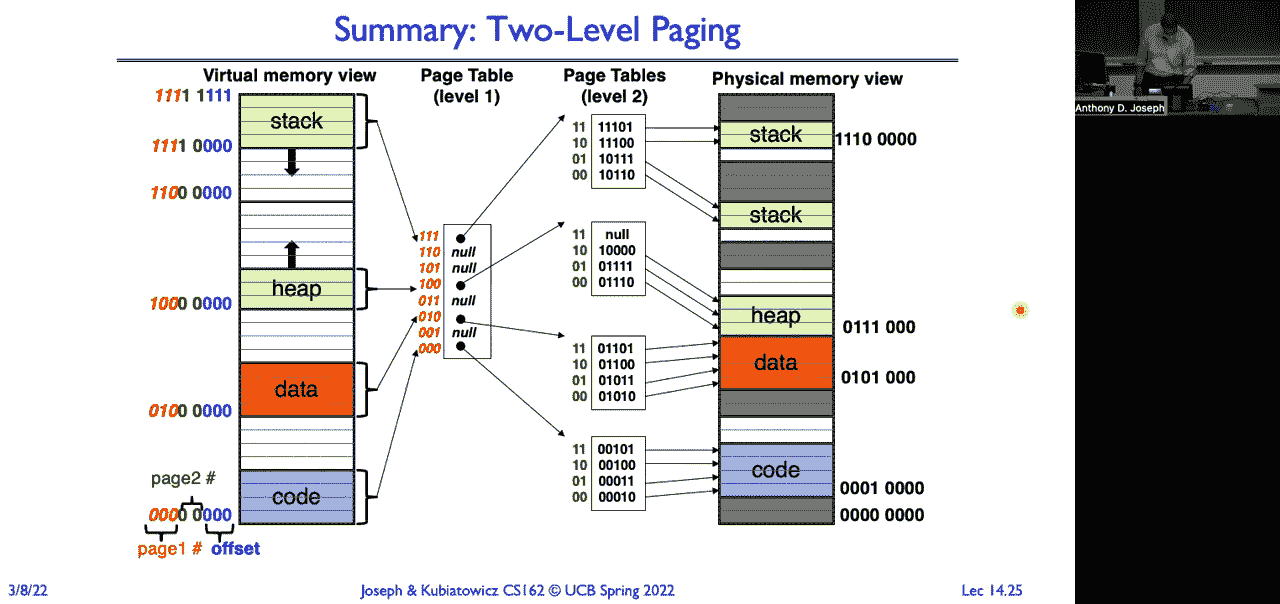 Summary: Two-Level Paging
Virtual memory view
Page Table
(level 1)
Page Tables
(level 2)
Physical memory view
1111 1111
stack
1111 0000
1100 0000
heap
1000 0000
data
0100 0000
page2 #
code
0000 0000
page1 # offset
111
110 null
101 null
100
011 null
010
001 null
000
11 11101
10 11100
01 10111
00 10110
11 null
10 10000
01 01111
00 01110
11 01101
10 01100
01 01011
00 01010
11 00101
10 00100
01 00011
00 00010
stack 1110 0000
stack
heap 0111 000
data 0101 000
code 0001 0000
0000 0000
Anthony D. Joseph
3/8/22
Joseph & Kubiatowicz CS162 © UCB Spring 2022
Lec 14.25